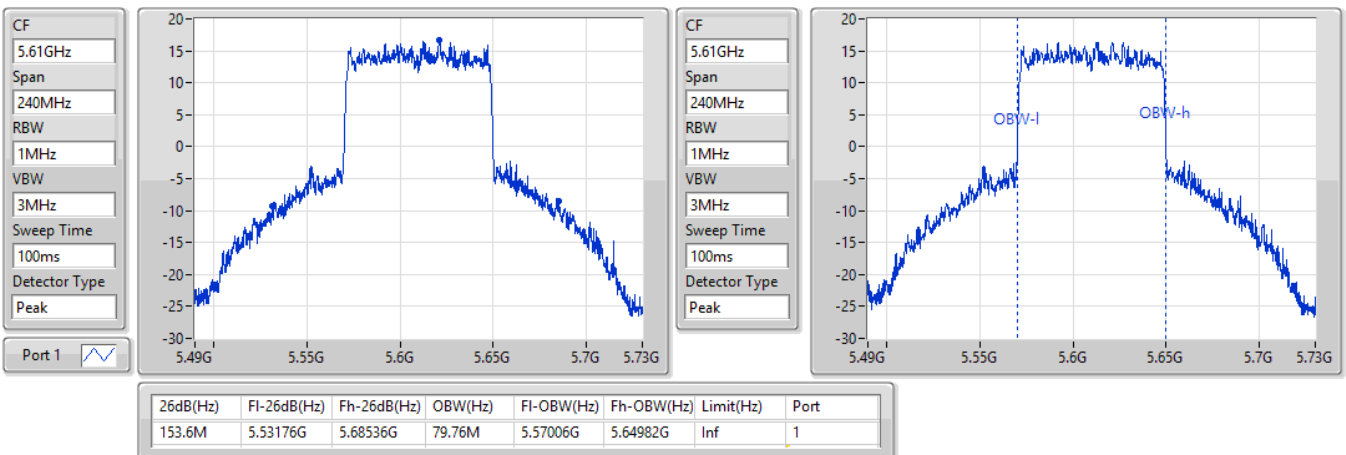 CF
5.61GHz
Span
240MHz
RBW
1MHz
VBW
3MHz
Sweep Time
100ms
Detector Type
Peak
Port 1
20
15
10
5
0
-5
-10
-15
-20
-25
-30
5.49G 5.55G 5.6G 5.65G 5.7G 5.73G
CF
5.61GHz
Span
240MHz
RBW
1MHz
VBW
3MHz
Sweep Time
100ms
Detector Type
Peak
20
15
10
5
0
-5
-10
-15
-20
-25
-30
OBW-l
OBW-h
5.49G 5.55G 5.6G 5.65G 5.7G 5.73G
26dB(Hz) Fl-26dB(Hz) Fh-26dB(Hz) OBW(Hz) Fl-OBW(Hz) Fh-OBW(Hz) Limit(Hz) Port
153.6M 5.53176G 5.68536G 79.76M 5.57006G 5.64982G Inf 1